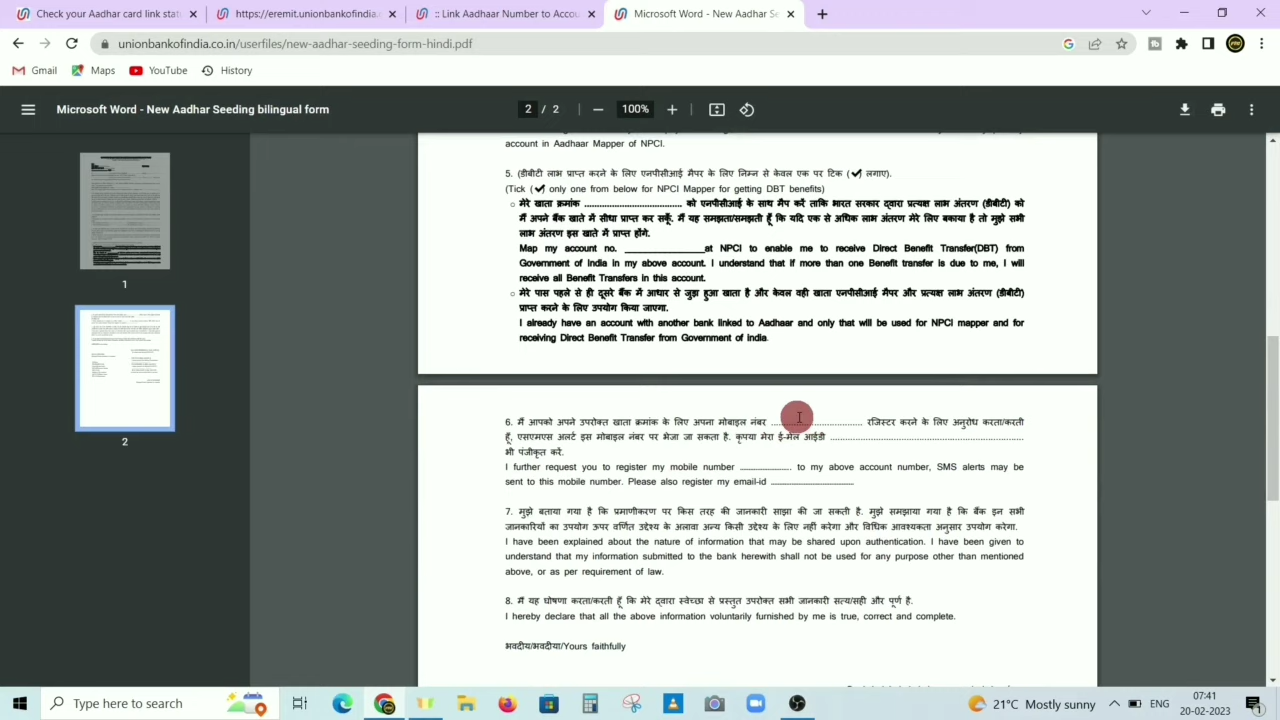 Aadhar card link status
:: Link Aadhaar Account
New Aadhar Se
unionbankofindia.co.in/userfiles/new-aadhar-seeding-form-hindi.pdf
Gmail Maps YouTube History
Microsoft Word - New Aadhar Seeding bilingual form
2 / 2
100%
1
2
account in Aadhaar Mapper of NPCI.
5. (डीबीटी लाभ प्राप्त करने के लिए एनपीसीआई मैपर के लिए निम्न से केवल एक पर टिक (✔ लगाए).
(Tick (✔ only one from below for NPCI Mapper for getting DBT benefits)
○ मेरे खाता क्रमांक ..................................... को एनपीसीआई के साथ मैप करें ताकि भारत सरकार द्वारा प्रत्यक्ष लाभ अंतरण (डीबीटी) को
मैं अपने बैंक खाते में सीधा प्राप्त कर सकूँ. मैं यह समझता/समझती हूँ कि यदि एक से अधिक लाभ अंतरण मेरे लिए बकाया है तो मुझे सभी
लाभ अंतरण इस खाते में प्राप्त होंगे.
Map my account no. ________________at NPCI to enable me to receive Direct Benefit Transfer(DBT) from
Government of India in my above account. I understand that if more than one Benefit transfer is due to me, I will
receive all Benefit Transfers in this account.
○ मेरे पास पहले से ही दूसरे बैंक में आधार से जुड़ा हुआ खाता है और केवल वही खाता एनपीसीआई मैपर और प्रत्यक्ष लाभ अंतरण (डीबीटी)
प्राप्त करने के लिए उपयोग किया जाएगा.
I already have an account with another bank linked to Aadhaar and only that will be used for NPCI mapper and for
receiving Direct Benefit Transfer from Government of India.
6. मैं आपको अपने उपरोक्त खाता क्रमांक के लिए अपना मोबाइल नंबर ................................ रजिस्टर करने के लिए अनुरोध करता/करती
हूँ, एसएमएस अलर्ट इस मोबाइल नंबर पर भेजा जा सकता है. कृपया मेरा ई-मेल आईडी ....................................................................
भी पंजीकृत करें.
I further request you to register my mobile number ........................ to my above account number, SMS alerts may be
sent to this mobile number. Please also register my email-id ......................................
7. मुझे बताया गया है कि प्रमाणीकरण पर किस तरह की जानकारी साझा की जा सकती है. मुझे समझाया गया है कि बैंक इन सभी
जानकारियों का उपयोग ऊपर वर्णित उद्देश्य के अलावा अन्य किसी उद्देश्य के लिए नहीं करेगा और विधिक आवश्यकता अनुसार उपयोग करेगा.
I have been explained about the nature of information that may be shared upon authentication. I have been given to
understand that my information submitted to the bank herewith shall not be used for any purpose other than mentioned
above, or as per requirement of law.
8. मैं यह घोषणा करता/करती हूँ कि मेरे द्वारा स्वेच्छा से प्रस्तुत उपरोक्त सभी जानकारी सत्य/सही और पूर्ण है.
I hereby declare that all the above information voluntarily furnished by me is true, correct and complete.
भवदीय/भवदीया/Yours faithfully
Type here to search
21°C Mostly sunny
ENG
07:41
20-02-2023